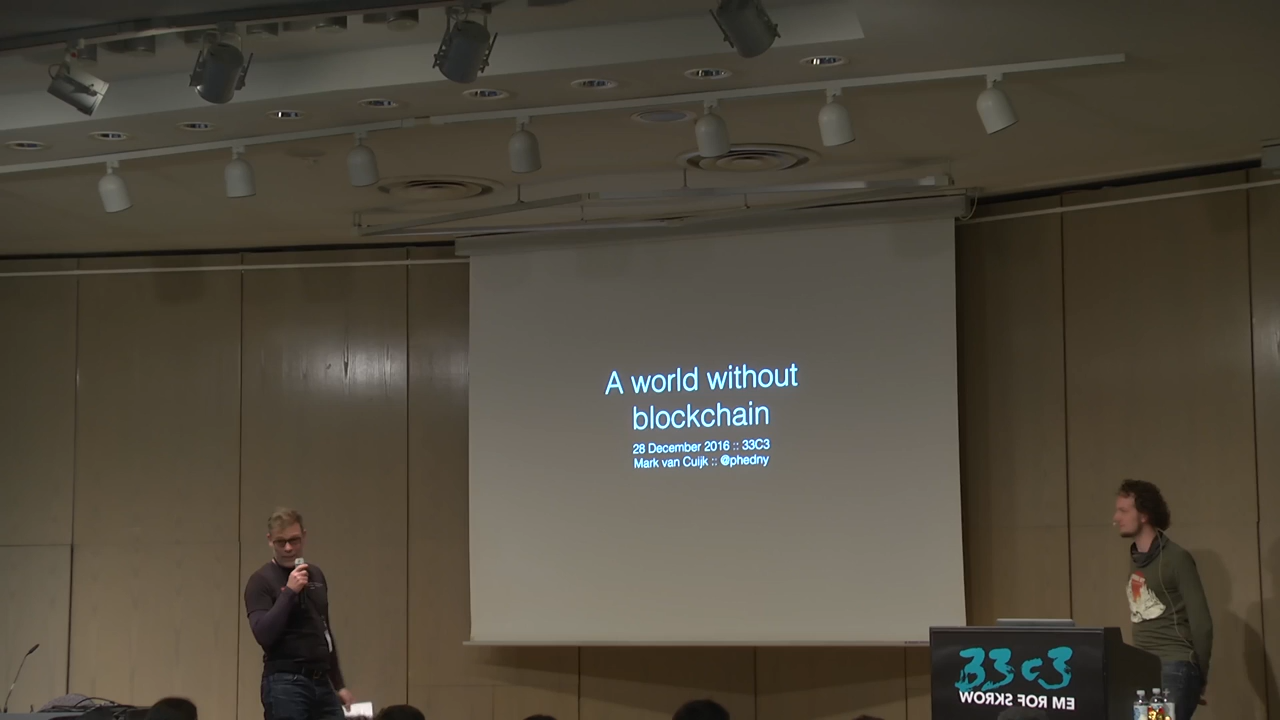 A world without
blockchain
28 December 2016 :: 33C3
Mark van Cuijk :: @phedny
33c3
WORKS FOR ME